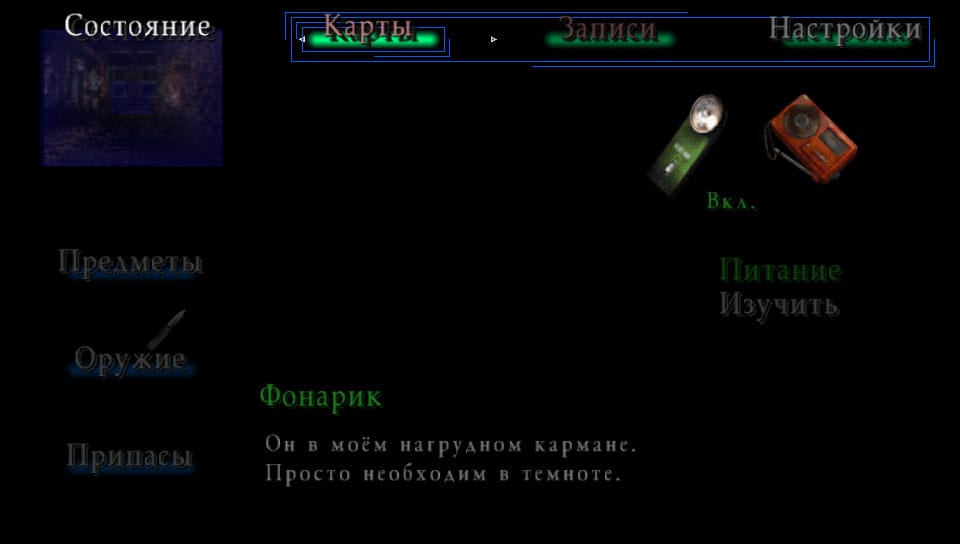 Состояние
Карты
Записи
Настройки
Вкл.
Предметы
Питание
Изучить
Оружие
Фонарик
Он в моём нагрудном кармане.
Припасы
Просто необходим в темноте.